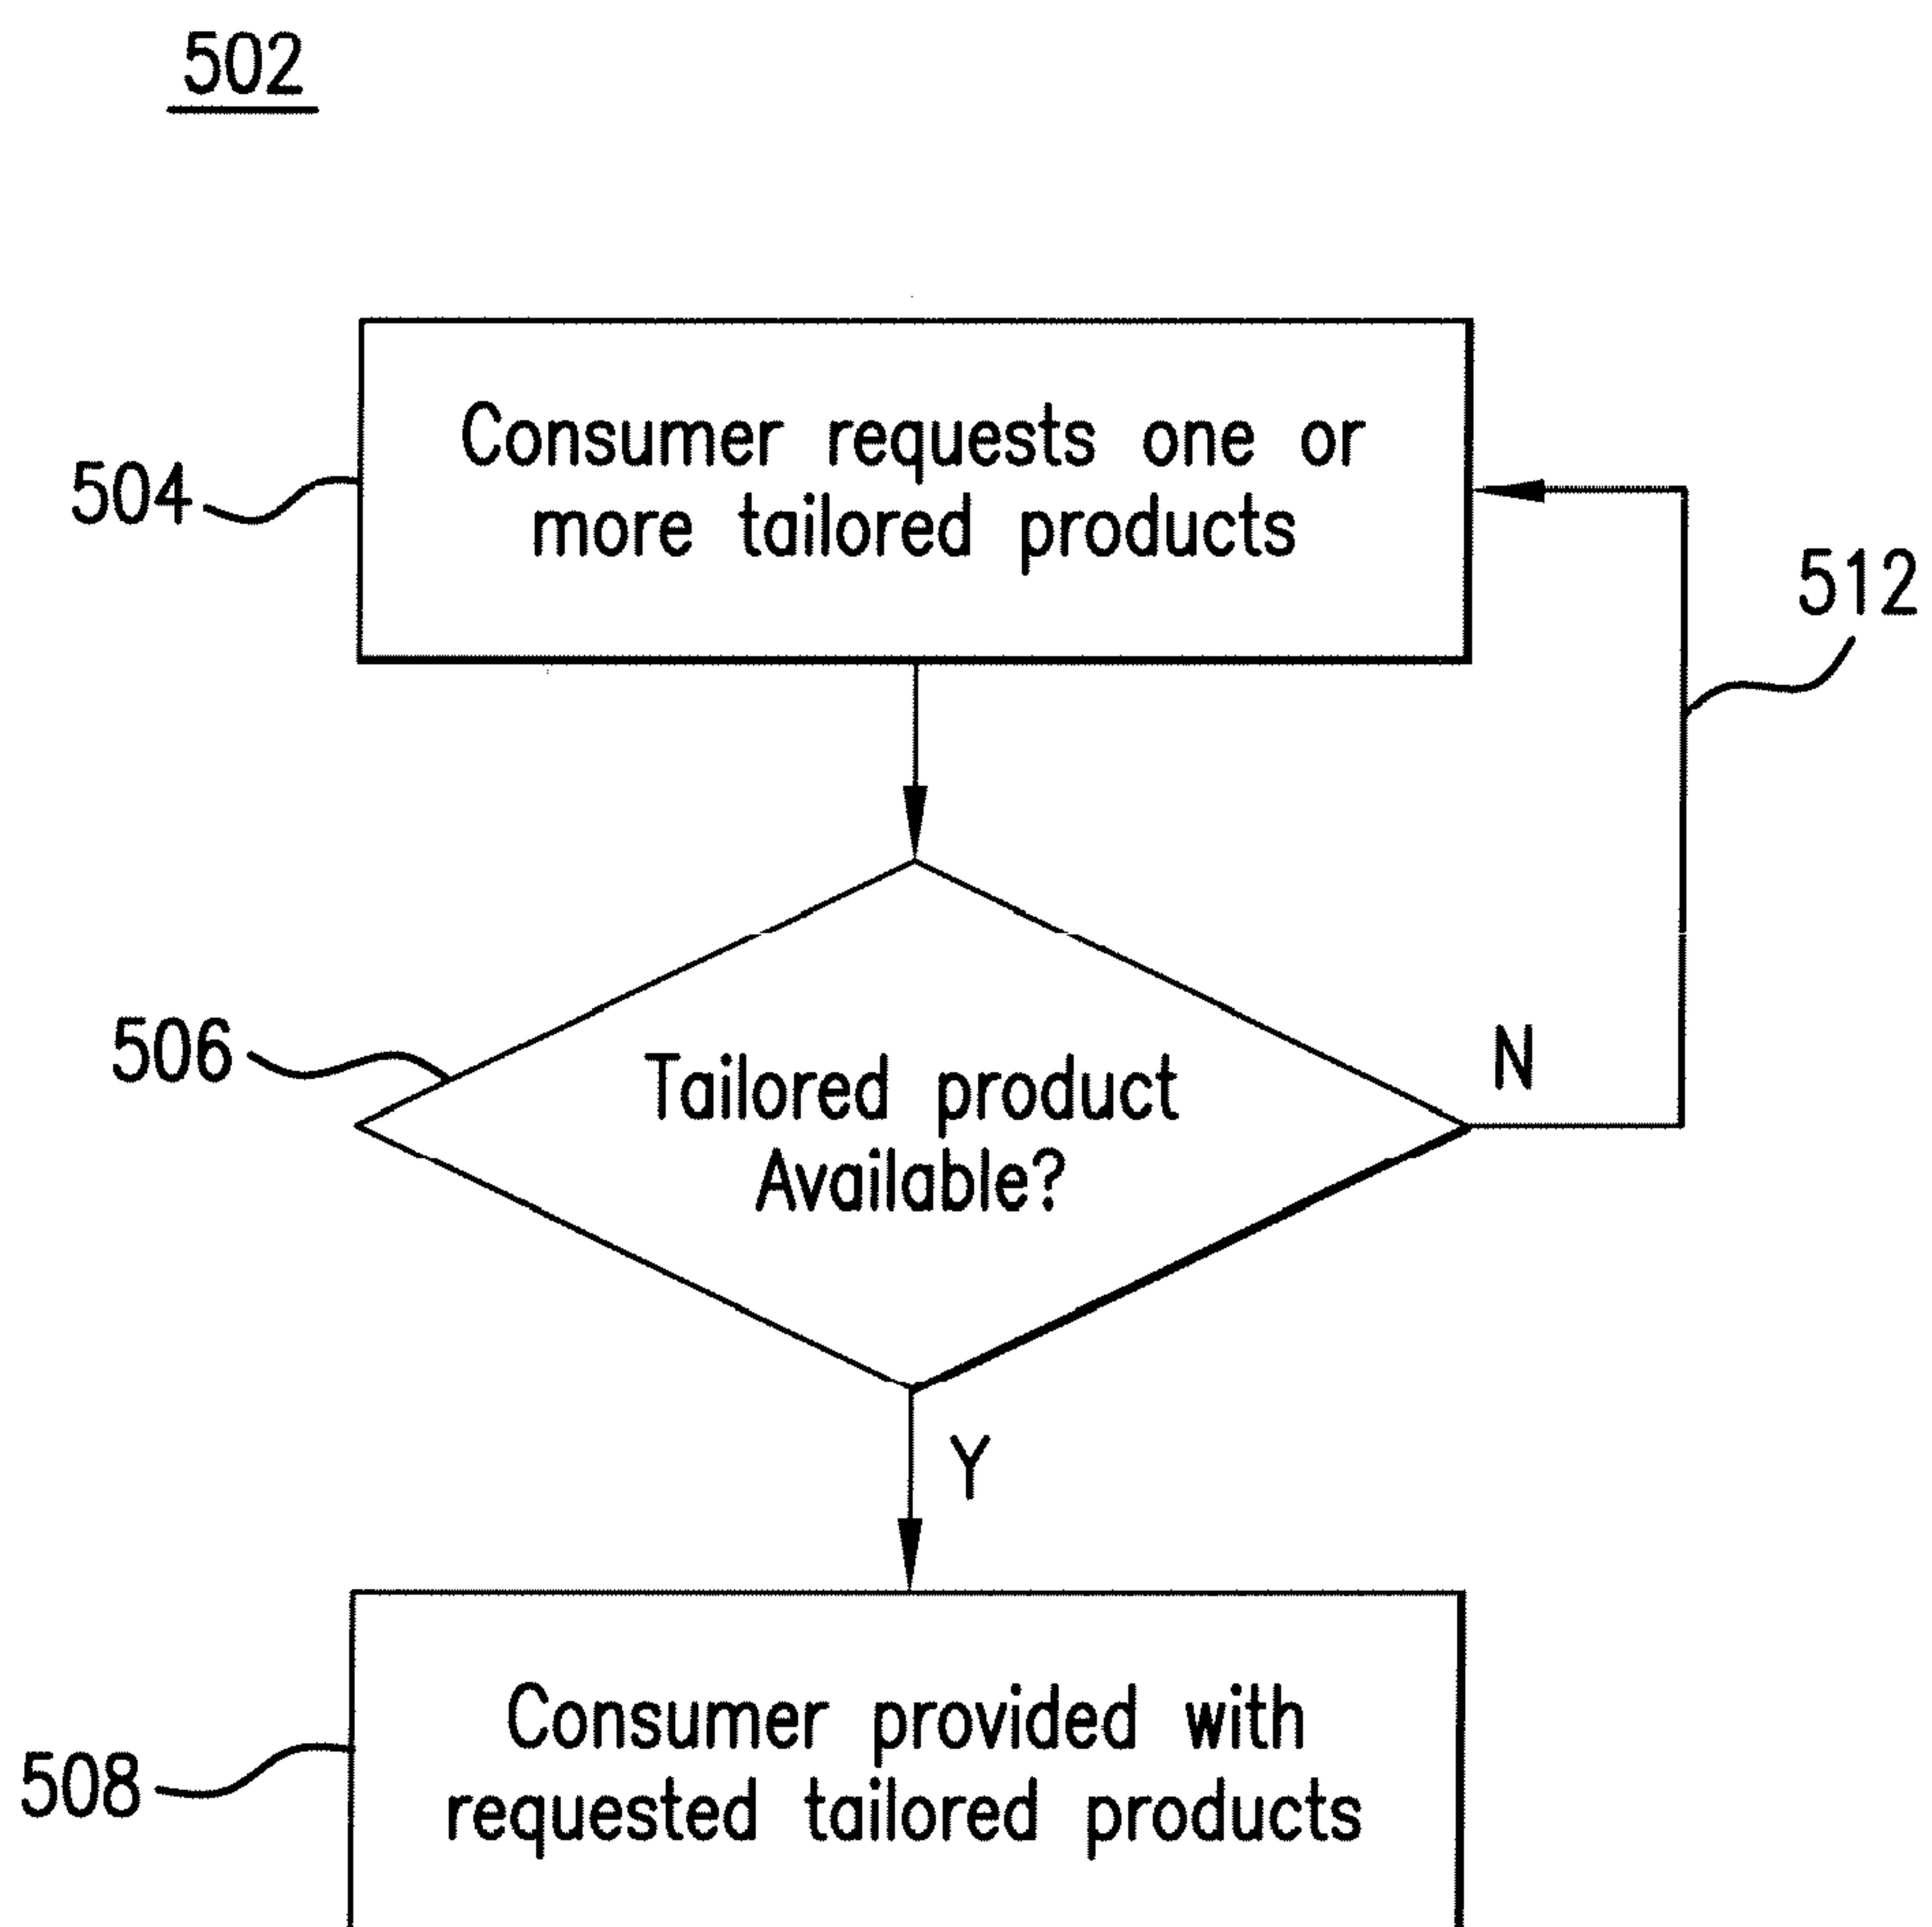 502
Consumer requests one or
more tailored products
504
512
506
Tailored product
Available?
N
Y
Consumer provided with
requested tailored products
508